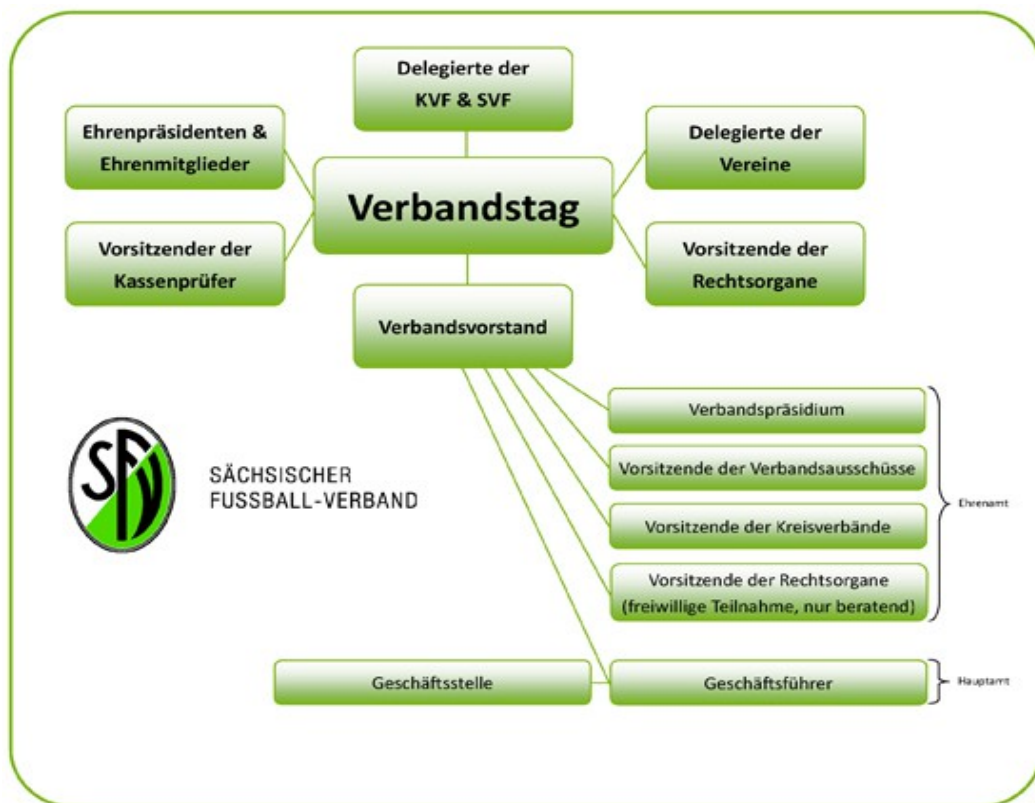 Delegierte der
KVF & SVF
Ehrenpräsidenten &
Ehrenmitglieder
Delegierte der
Vereine
Verbandstag
Vorsitzender der
Kassenprüfer
Vorsitzende der
Rechtsorgane
Verbandsvorstand
Verbandspräsidium
Vorsitzende der Verbandsausschüsse
Vorsitzende der Kreisverbände
Vorsitzende der Rechtsorgane
(freiwillige Teilnahme, nur beratend)
Ehrenamt
SFV
SÄCHSISCHER
FUSSBALL-VERBAND
Geschäftsstelle
Geschäftsführer
Hauptamt